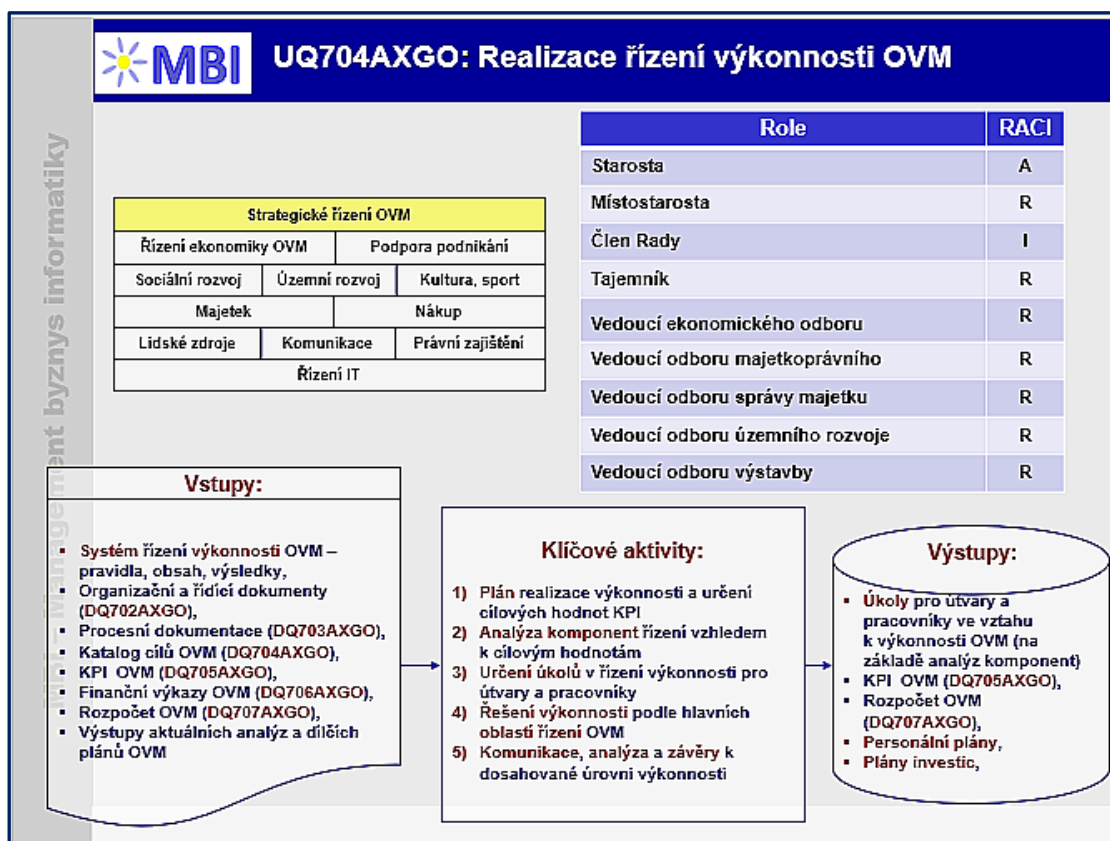 MBI
UQ704AXGO: Realizace řízení výkonnosti OVM
MBI – Management byznys informatiky
Role RACI
Starosta A
Místostarosta R
Člen Rady I
Tajemník R
Vedoucí ekonomického odboru R
Vedoucí odboru majetkoprávního R
Vedoucí odboru správy majetku R
Vedoucí odboru územního rozvoje R
Vedoucí odboru výstavby R
Strategické řízení OVM
Řízení ekonomiky OVM Podpora podnikání
Sociální rozvoj Územní rozvoj Kultura, sport
Majetek Nákup
Lidské zdroje Komunikace Právní zajištění
Řízení IT
Vstupy:
▪ Systém řízení výkonnosti OVM –
pravidla, obsah, výsledky,
▪ Organizační a řídící dokumenty
(DQ702AXGO),
▪ Procesní dokumentace (DQ703AXGO),
▪ Katalog cílů OVM (DQ704AXGO),
▪ KPI OVM (DQ705AXGO),
▪ Finanční výkazy OVM (DQ706AXGO),
▪ Rozpočet OVM (DQ707AXGO),
▪ Výstupy aktuálních analýz a dílčích
plánů OVM
Klíčové aktivity:
1) Plán realizace výkonnosti a určení
cílových hodnot KPI
2) Analýza komponent řízení vzhledem
k cílovým hodnotám
3) Určení úkolů v řízení výkonnosti pro
útvary a pracovníky
4) Řešení výkonnosti podle hlavních
oblastí řízení OVM
5) Komunikace, analýza a závěry k
dosahované úrovni výkonnosti
Výstupy:
▪ Úkoly pro útvary a
pracovníky ve vztahu
k výkonnosti OVM (na
základě analýz komponent)
▪ KPI OVM (DQ705AXGO),
▪ Rozpočet OVM
(DQ707AXGO),
▪ Personální plány,
▪ Plány investic,